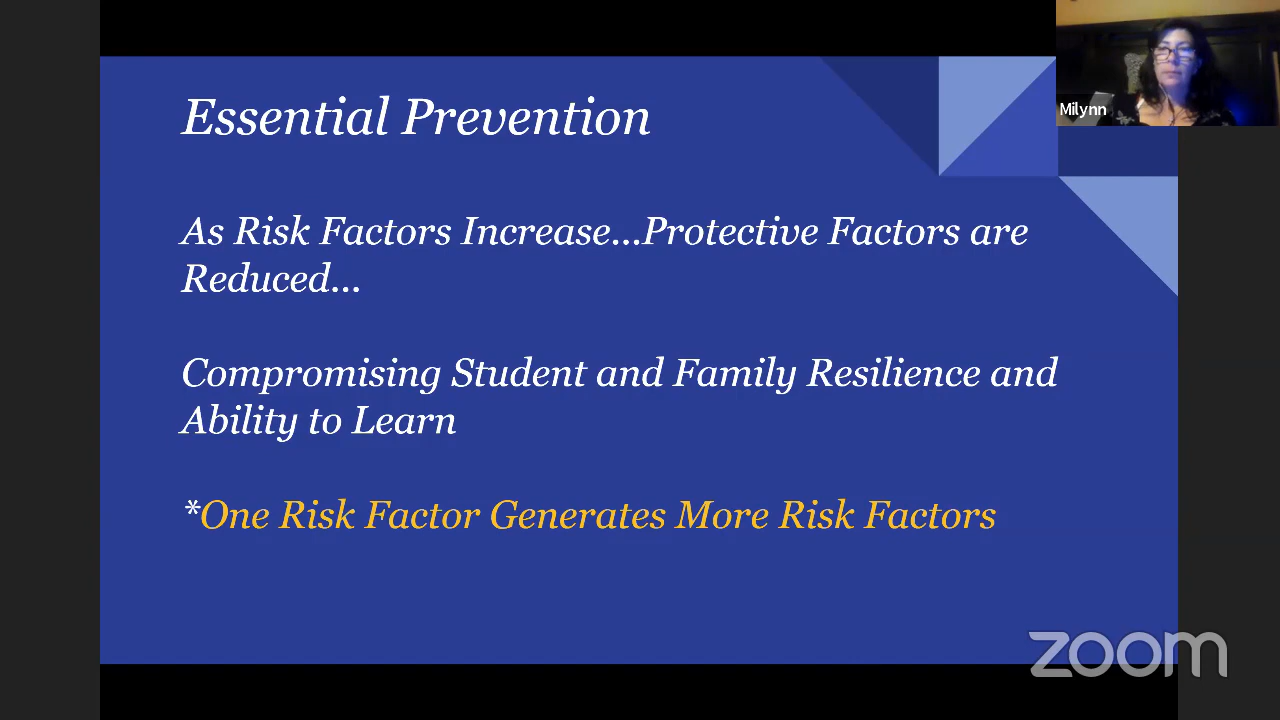 Essential Prevention
Milynn
As Risk Factors Increase...Protective Factors are
Reduced...
Compromising Student and Family Resilience and
Ability to Learn
*One Risk Factor Generates More Risk Factors
zoom